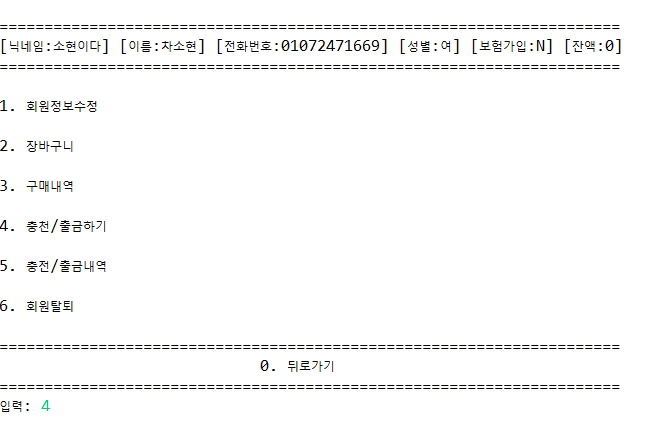 =====================================================================
[닉네임:소현이다] [이름:차소현] [전화번호:01072471669] [성별:여] [보험가입:N] [잔액:0]
=====================================================================
1. 회원정보수정
2. 장바구니
3. 구매내역
4. 충천/출금하기
5. 충전/출금내역
6. 회원탈퇴
=====================================================================
0. 뒤로가기
=====================================================================
입력: 4